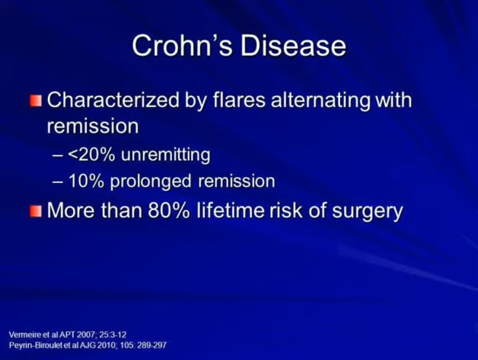 Crohn's Disease
Characterized by flares alternating with
remission
– <20% unremitting
– 10% prolonged remission
More than 80% lifetime risk of surgery
Vermeire et al APT 2007; 25:3-12
Peyrin-Biroulet et al AJG 2010; 105: 289-297